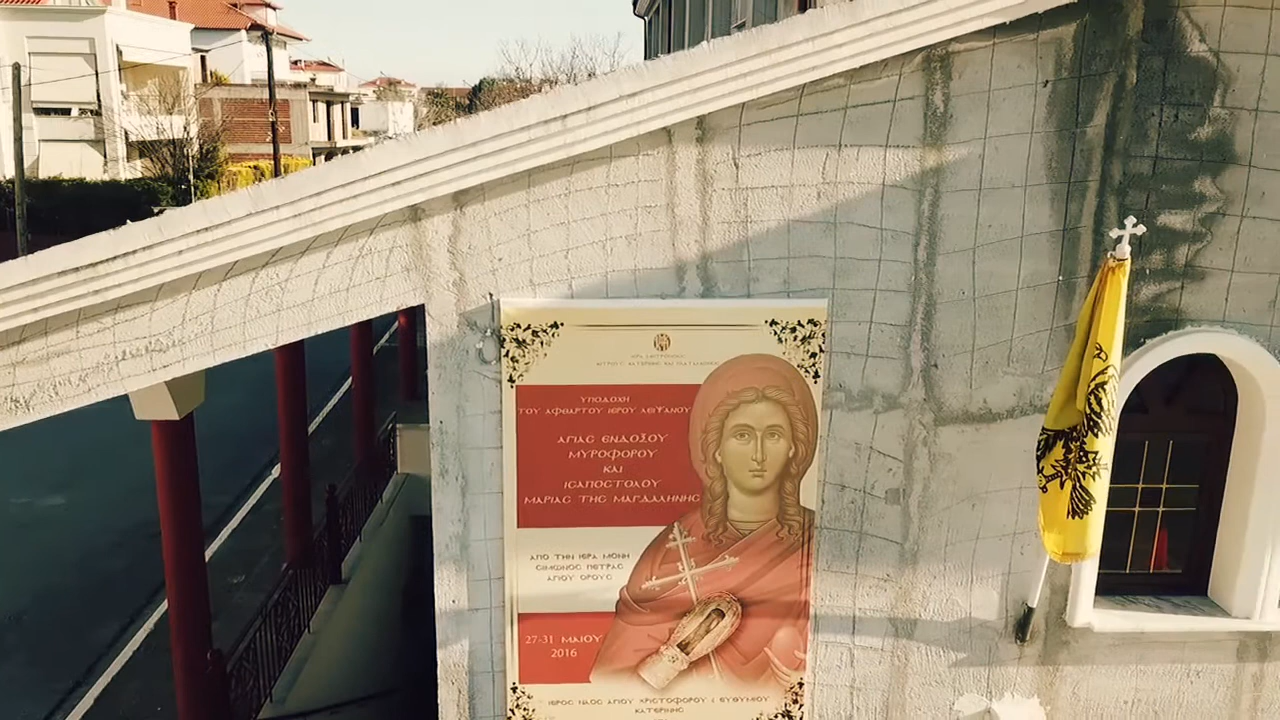 ΥΠΟΔΟΧΗ
ΤΟΥ ΑΦΘΑΡΤΟΥ ΙΕΡΟΥ ΛΕΙΨΑΝΟΥ
ΑΓΙΑΣ ΕΝΔΟΞΟΥ
ΜΥΡΟΦΟΡΟΥ
ΚΑΙ
ΙΣΑΠΟΣΤΟΛΟΥ
ΜΑΡΙΑΣ ΤΗΣ ΜΑΓΔΑΛΗΝΗΣ
ΑΠΟ ΤΗΝ ΙΕΡΑ ΜΟΝΗ
ΣΙΜΩΝΟΣ ΠΕΤΡΑΣ
ΑΓΙΟΥ ΟΡΟΥΣ
27-31 ΜΑΙΟΥ
2016
ΙΕΡΟΣ ΝΑΟΣ ΑΓΙΟΥ ΧΡΙΣΤΟΦΟΡΟΥ & ΕΥΘΥΜΙΟΥ
ΚΑΤΕΡΙΝΗΣ